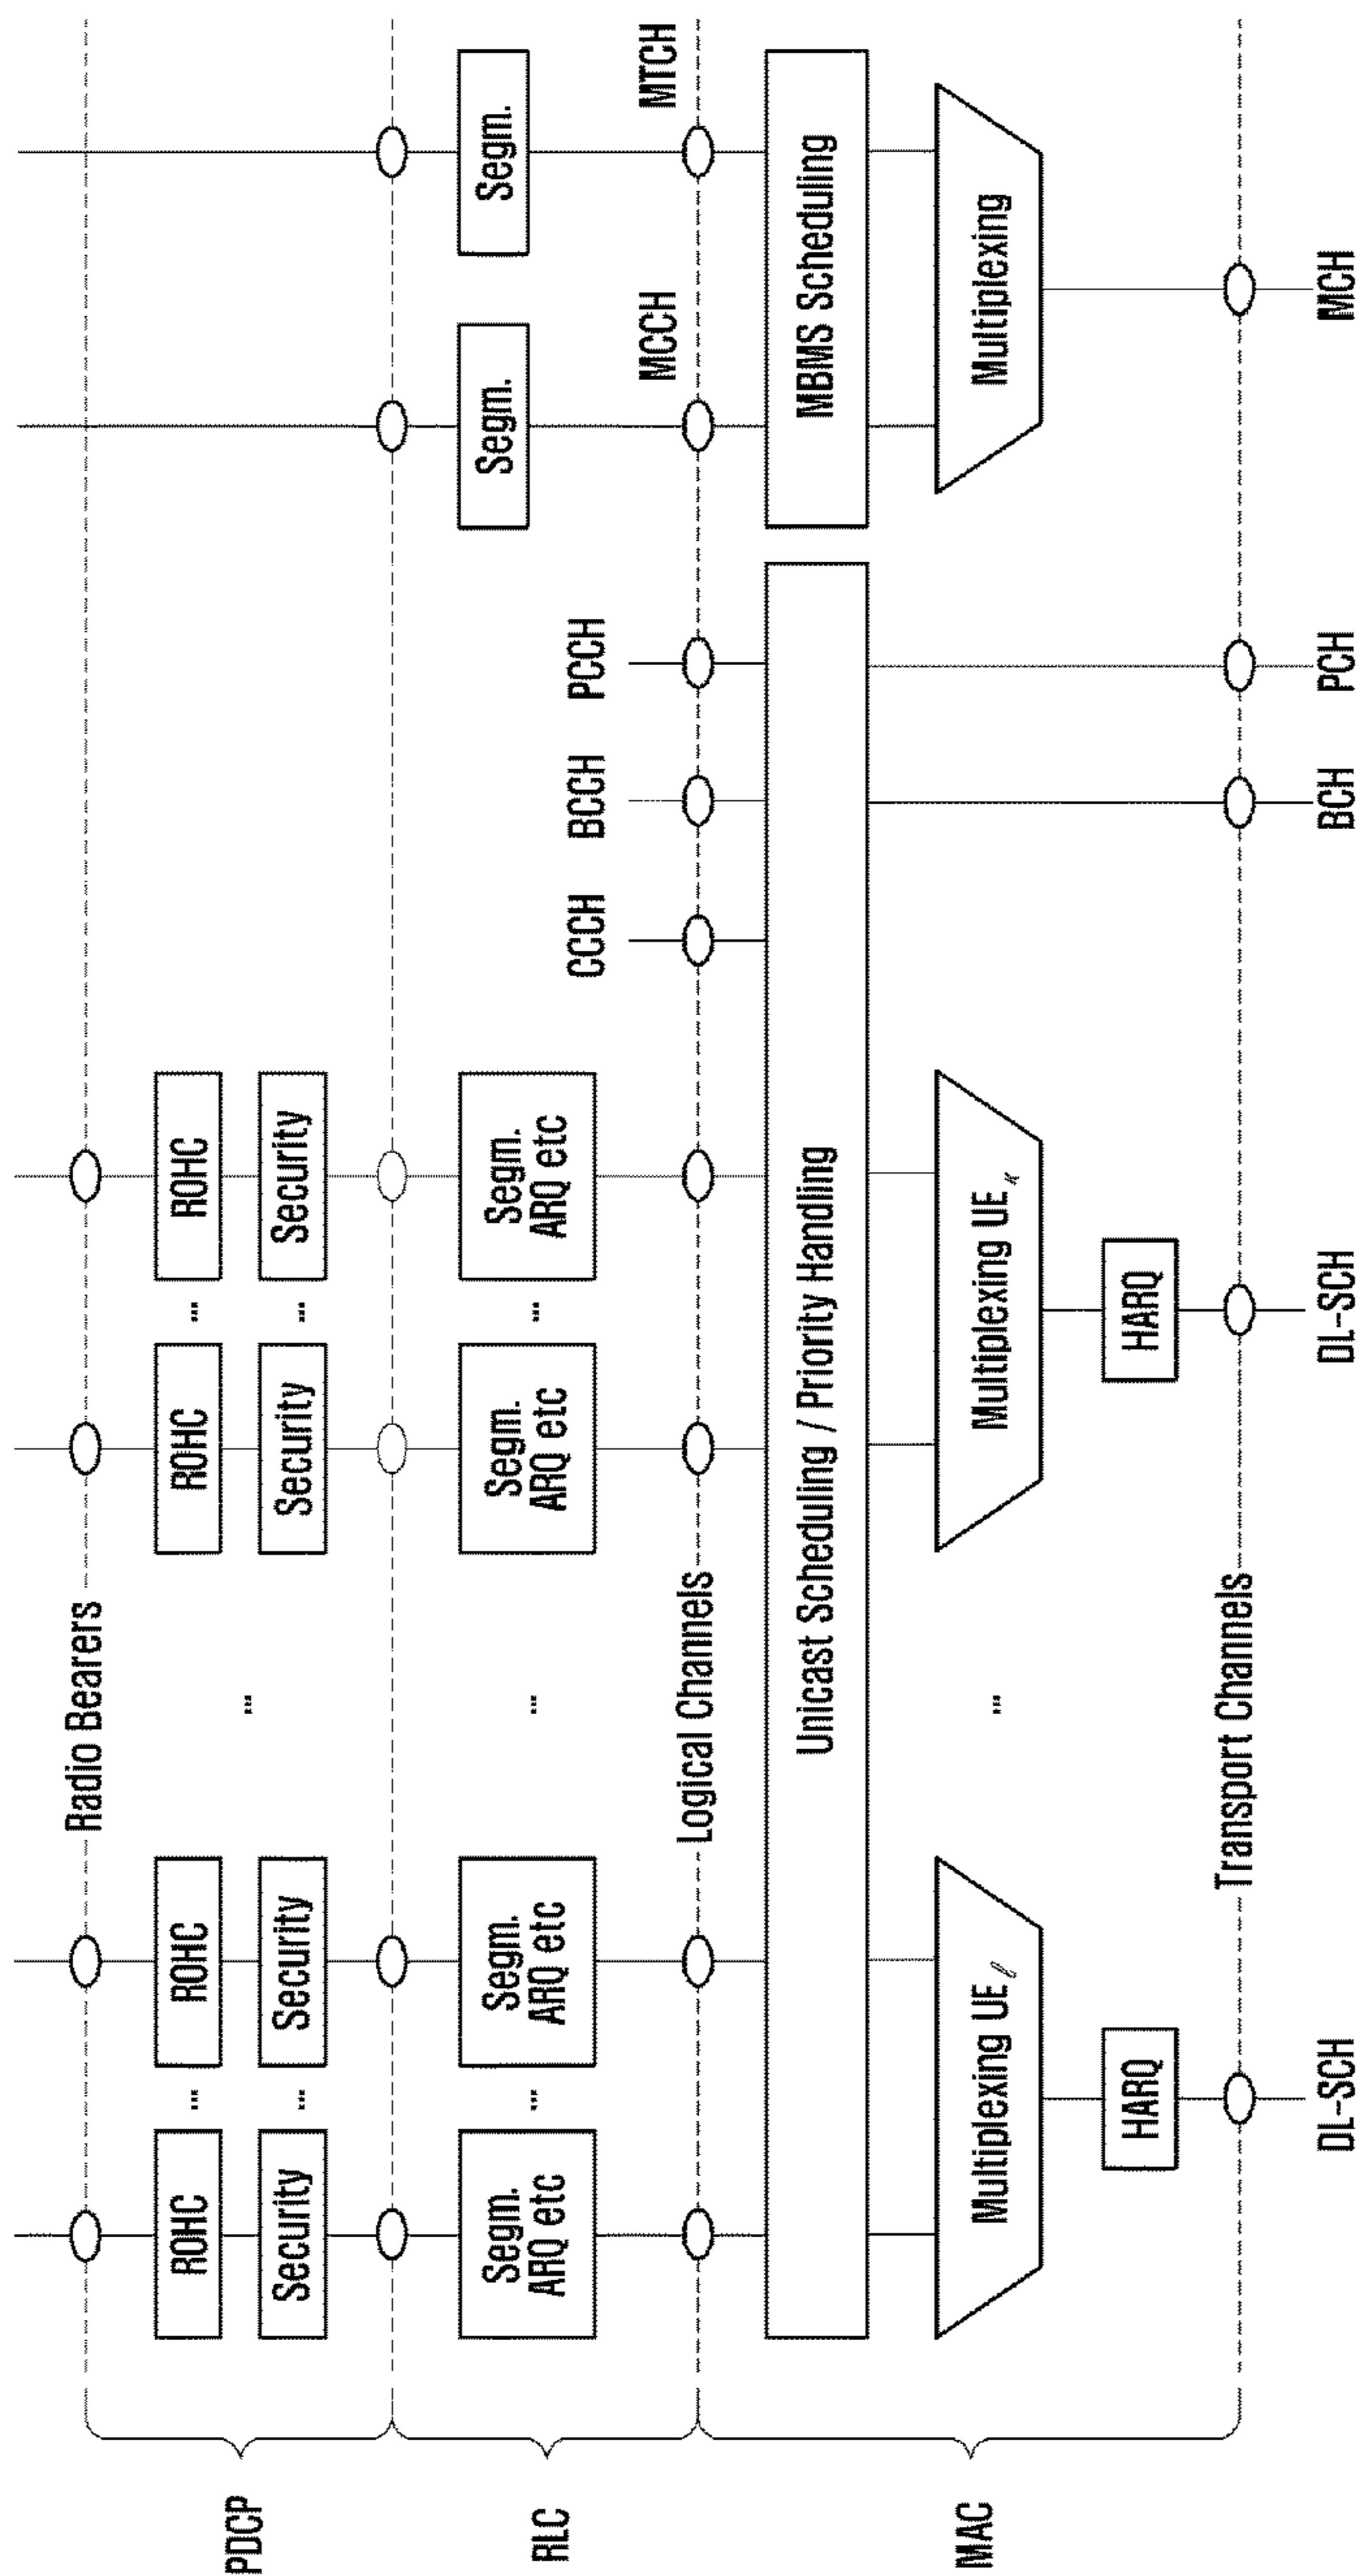 Radio Bearers
PDCP
ROHC
ROHC
ROHC
ROHC
...
...
Security
Security
Security
Security
...
...
...
RLC
Segm.
ARQ etc
Segm.
ARQ etc
Segm.
ARQ etc
Segm.
ARQ etc
Segm.
Segm.
...
...
...
CCCH
BCCH
PCCH
MCCH
MTCH
Logical Channels
MAC
Unicast Scheduling / Priority Handling
MBMS Scheduling
Multiplexing UE ℓ
...
Multiplexing UE κ
Multiplexing
HARQ
HARQ
Transport Channels
DL-SCH
DL-SCH
BCH
PCH
MCH